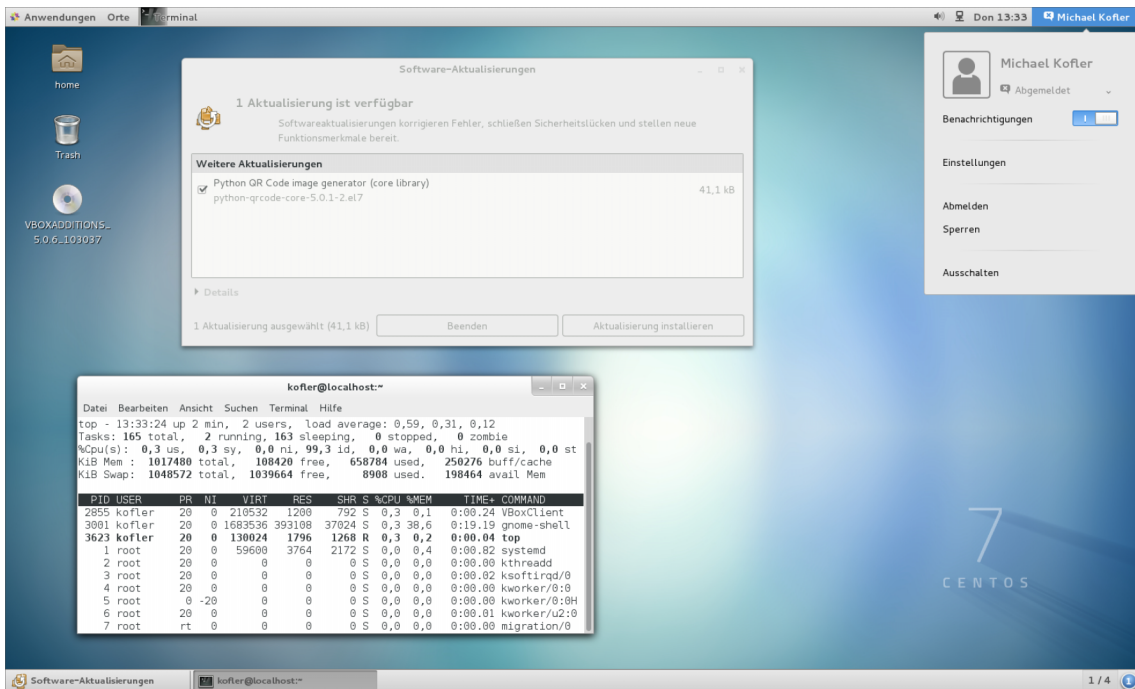 Anwendungen Orte Terminal
Don 13:33 Michael Kofler
home
Trash
VBOXADDITIONS_
5.0.6_103037
Software-Aktualisierungen
1 Aktualisierung ist verfügbar
Softwareaktualisierungen korrigieren Fehler, schließen Sicherheitslücken und stellen neue
Funktionsmerkmale bereit.
Weitere Aktualisierungen
Python QR Code image generator (core library)
python-qrcode-core-5.0.1-2.el7
41,1 kB
Details
1 Aktualisierung ausgewählt (41,1 kB) Beenden Aktualisierung installieren
Michael Kofler
Abgemeldet
Benachrichtigungen
Einstellungen
Abmelden
Sperren
Ausschalten
kofler@localhost:~
Datei Bearbeiten Ansicht Suchen Terminal Hilfe
top - 13:33:24 up 2 min, 2 users, load average: 0,59, 0,31, 0,12
Tasks: 165 total, 2 running, 163 sleeping, 0 stopped, 0 zombie
%Cpu(s): 0,3 us, 0,3 sy, 0,0 ni, 99,3 id, 0,0 wa, 0,0 hi, 0,0 si, 0,0 st
KiB Mem : 1017480 total, 108420 free, 658784 used, 250276 buff/cache
KiB Swap: 1048572 total, 1039664 free, 8908 used. 198464 avail Mem
PID USER PR NI VIRT RES SHR S %CPU %MEM TIME+ COMMAND
2855 kofler 20 0 210532 1200 792 S 0,3 0,1 0:00.24 VBoxClient
3001 kofler 20 0 1683536 393108 37024 S 0,3 38,6 0:19.19 gnome-shell
3623 kofler 20 0 130024 1796 1268 R 0,3 0,2 0:00.04 top
1 root 20 0 59600 3764 2172 S 0,0 0,4 0:00.82 systemd
2 root 20 0 0 0 0 S 0,0 0,0 0:00.00 kthreadd
3 root 20 0 0 0 0 S 0,0 0,0 0:00.02 ksoftirqd/0
4 root 20 0 0 0 0 S 0,0 0,0 0:00.00 kworker/0:0
5 root 0 -20 0 0 0 S 0,0 0,0 0:00.00 kworker/0:0H
6 root 20 0 0 0 0 S 0,0 0,0 0:00.01 kworker/u2:0
7 root rt 0 0 0 0 S 0,0 0,0 0:00.00 migration/0
7
CENTOS
Software-Aktualisierungen kofler@localhost:~ 1 / 4 1